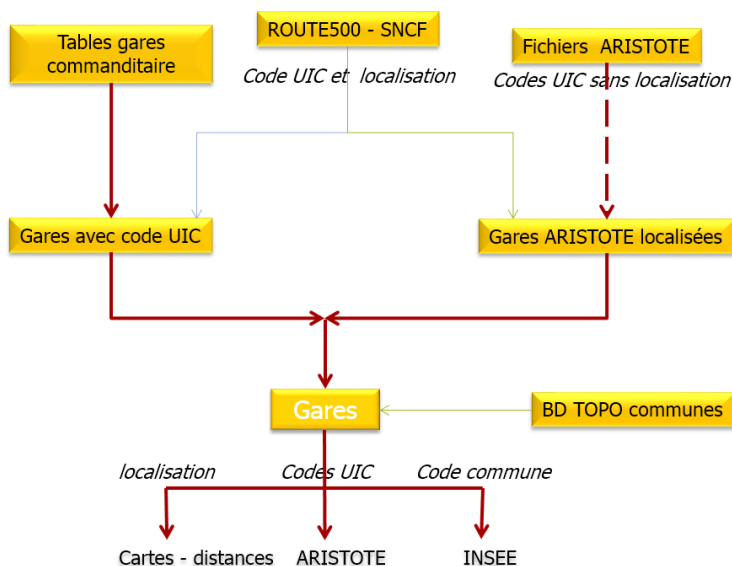 Tables gares
commanditaire
ROUTE500 - SNCF
Fichiers ARISTOTE
Code UIC et localisation
Codes UIC sans localisation
Gares avec code UIC
Gares ARISTOTE localisées
Gares
BD TOPO communes
localisation
Codes UIC
Code commune
Cartes - distances
ARISTOTE
INSEE